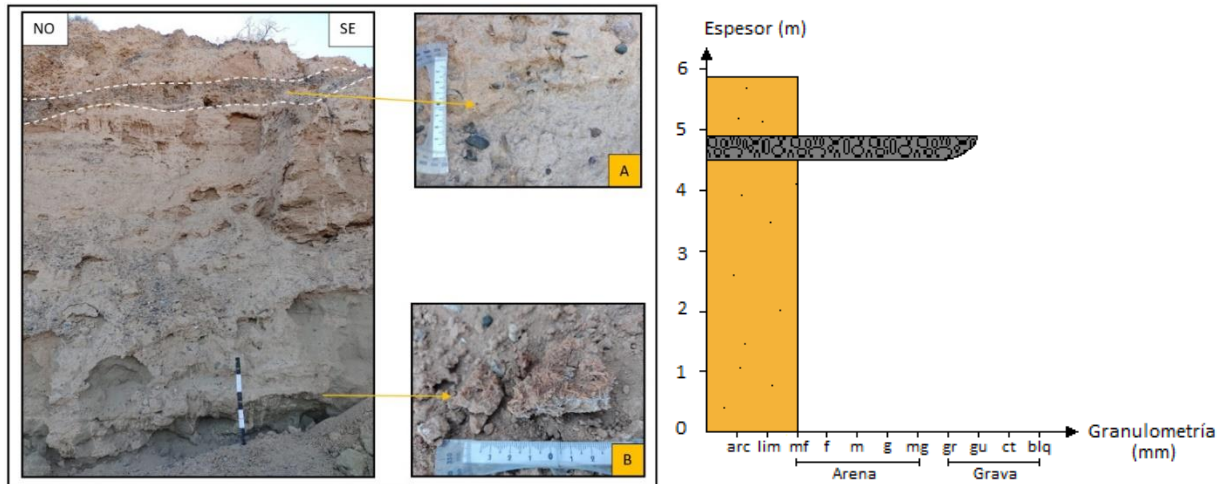 NO
SE
A
B
Espesor (m)
6
5
4
3
2
1
0
arc lim mf f m g mg gr gu ct blq
Granulometría
(mm)
Arena
Grava